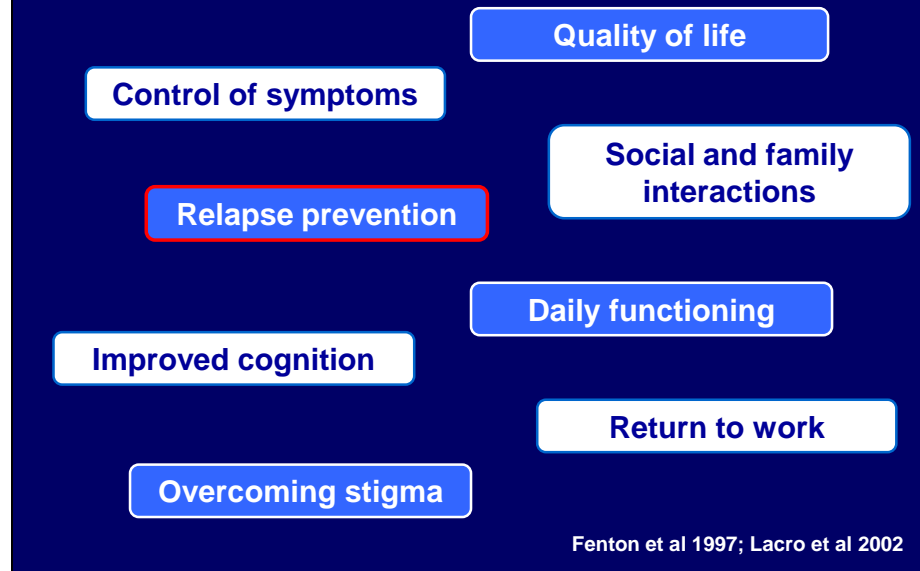 Quality of life
Control of symptoms
Social and family
interactions
Relapse prevention
Daily functioning
Improved cognition
Return to work
Overcoming stigma
Fenton et al 1997; Lacro et al 2002